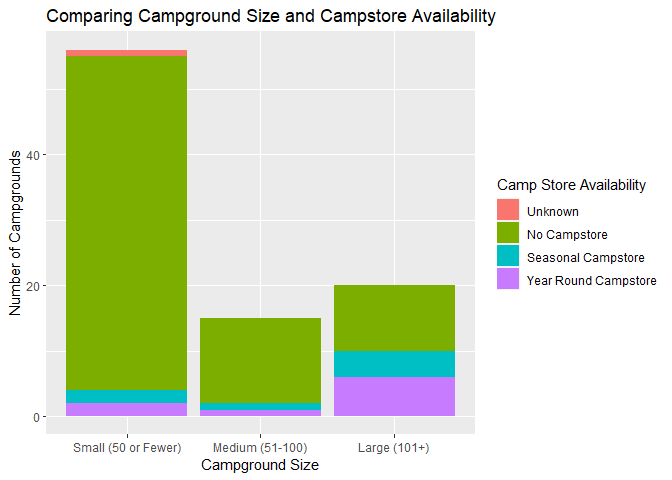 Comparing Campground Size and Campstore Availability
Number of Campgrounds
40
20
0
Small (50 or Fewer)
Medium (51-100)
Large (101+)
Campground Size
Camp Store Availability
Unknown
No Campstore
Seasonal Campstore
Year Round Campstore